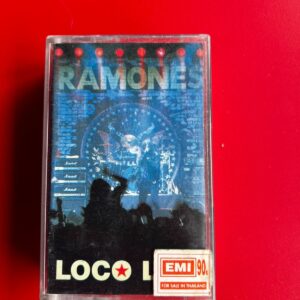 RAMONES
LOCO L
EMI 90.
FOR SALE IN THAILAND